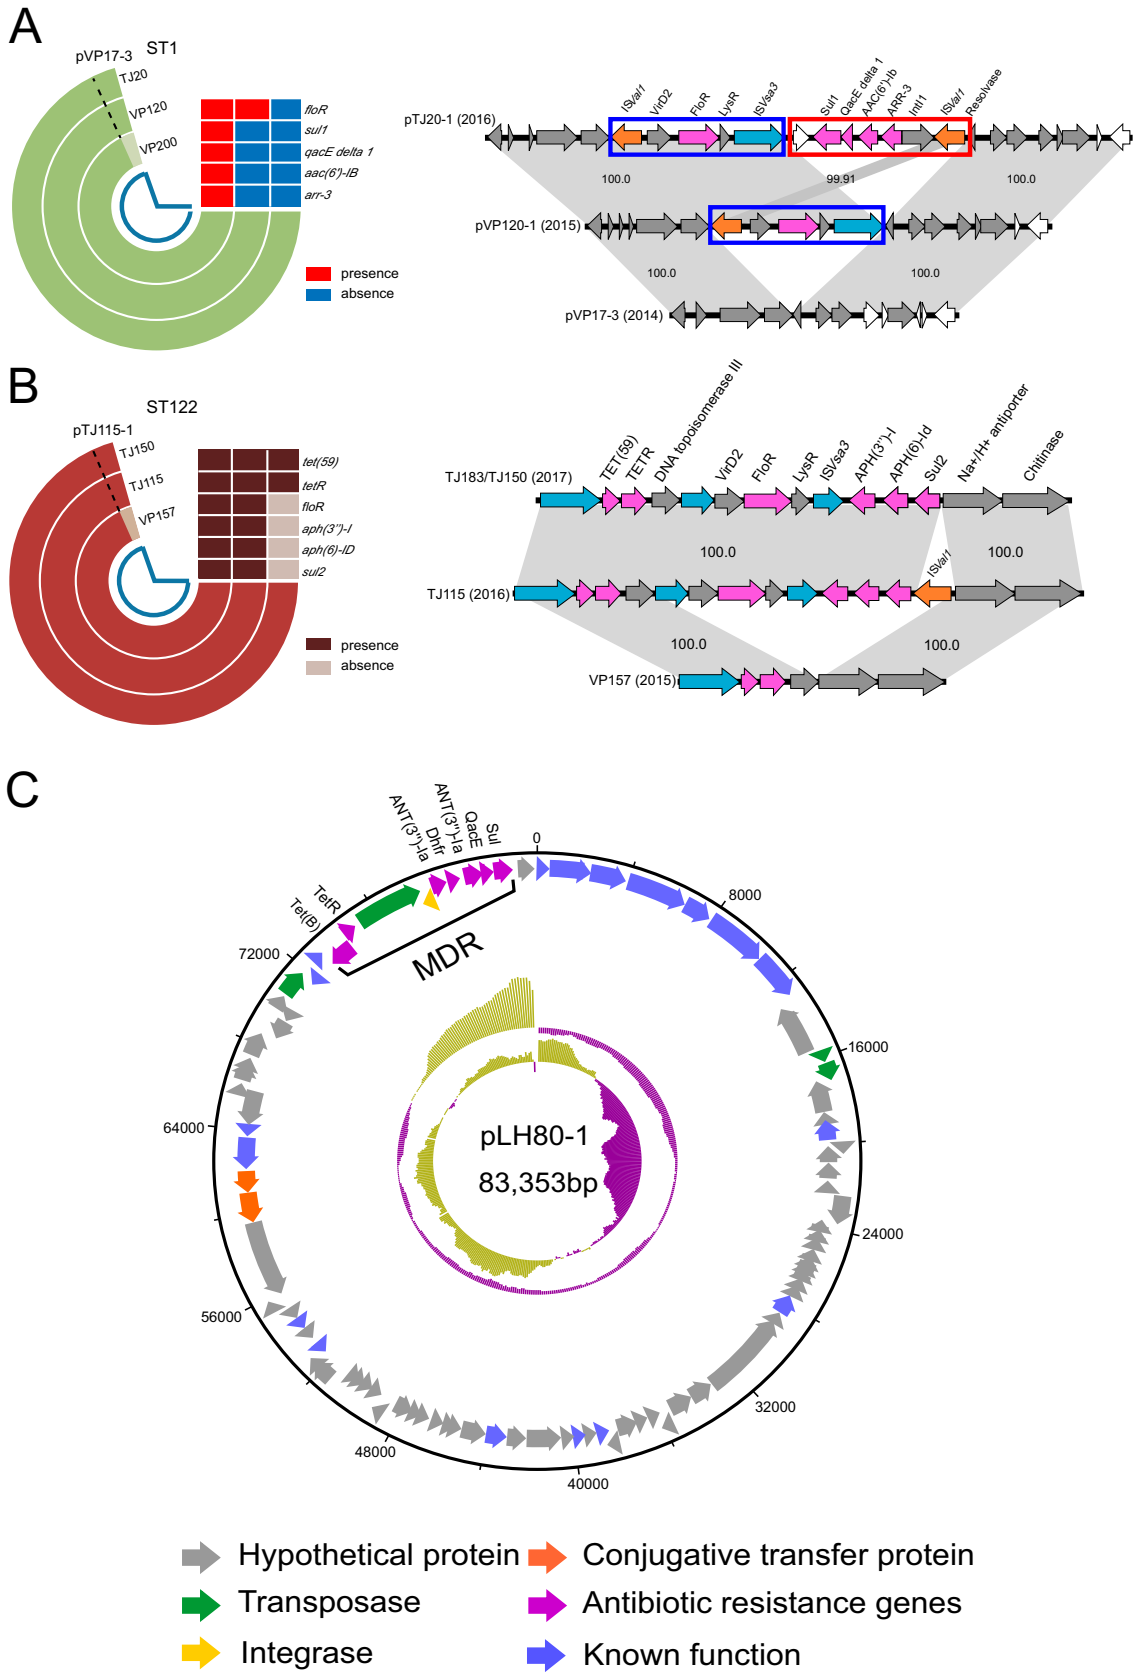 A
pVP17-3
ST1
TJ20
VP120
VP200
floR
sul1
qacE delta 1
aac(6')-IB
arr-3
presence
absence
ISVal1
VirD2
FloR
LysR
ISVsa3
Sul1
QacE delta 1
AAC(6')-Ib
ARR-3
IntI1
ISVal1
Resolvase
pTJ20-1 (2016)
100.0
99.91
100.0
pVP120-1 (2015)
100.0
100.0
pVP17-3 (2014)
B
ST122
pTJ115-1
TJ150
TJ115
VP157
tet(59)
tetR
floR
aph(3'')-I
aph(6)-ID
sul2
presence
absence
TET(59)
TETR
DNA topoisomerase III
VirD2
FloR
LysR
ISVsa3
APH(3'')-I
APH(6)-Id
Sul2
Na+/H+ antiporter
Chitinase
TJ183/TJ150 (2017)
100.0
100.0
ISVal1
TJ115 (2016)
100.0
100.0
VP157 (2015)
C
Tet(B)
TetR
ANT(3'')-Ia
Dhfr
ANT(3'')-Ia
QacE
Sul
MDR
0
8000
16000
24000
32000
40000
48000
56000
64000
72000
pLH80-1
83,353bp
Hypothetical protein
Conjugative transfer protein
Transposase
Antibiotic resistance genes
Integrase
Known function